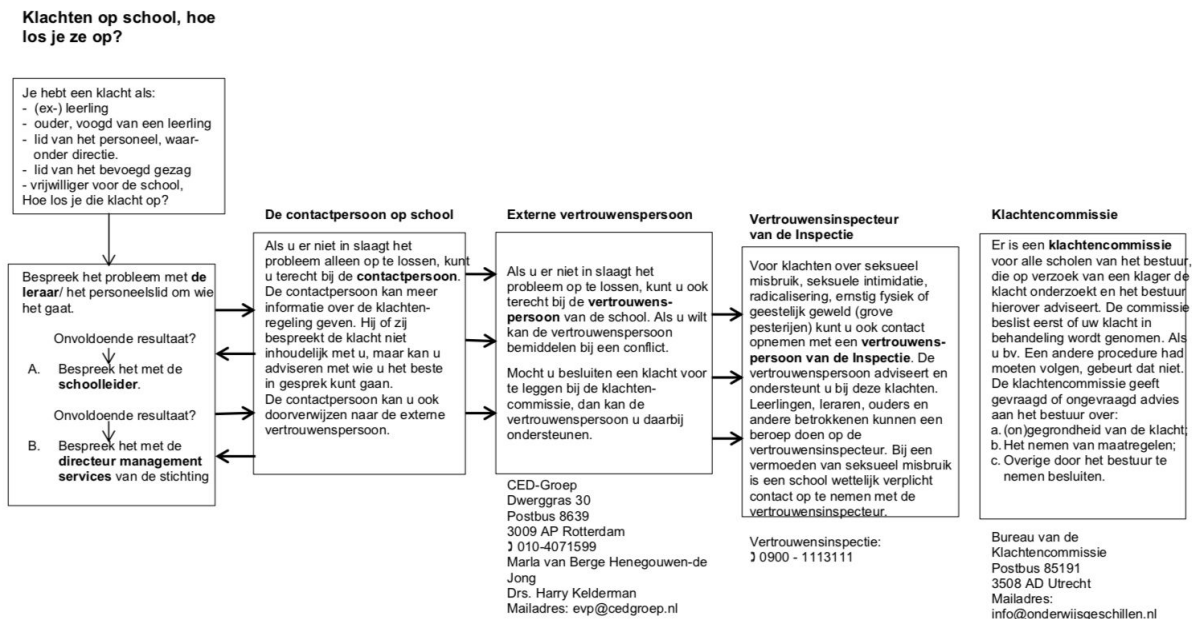 Klachten op school, hoe
los je ze op?
Je hebt een klacht als:
- (ex-) leerling
- ouder, voogd van een leerling
- lid van het personeel, waar-
onder directie.
- lid van het bevoegd gezag
- vrijwilliger voor de school,
Hoe los je die klacht op?
Bespreek het probleem met de
leraar/ het personeelslid om wie
het gaat.
Onvoldoende resultaat?
A. Bespreek het met de
schoolleider.
Onvoldoende resultaat?
B. Bespreek het met de
directeur management
services van de stichting
De contactpersoon op school
Als u er niet in slaagt het
probleem alleen op te lossen, kunt
u terecht bij de contactpersoon.
De contactpersoon kan meer
informatie over de klachten-
regeling geven. Hij of zij
bespreekt de klacht niet
inhoudelijk met u, maar kan u
adviseren met wie u het beste
in gesprek kunt gaan.
De contactpersoon kan u ook
doorverwijzen naar de externe
vertrouwenspersoon.
Externe vertrouwenspersoon
Als u er niet in slaagt het
probleem op te lossen, kunt u ook
terecht bij de vertrouwens-
persoon van de school. Als u wilt
kan de vertrouwenspersoon
bemiddelen bij een conflict.
Mocht u besluiten een klacht voor
te leggen bij de klachten-
commissie, dan kan de
vertrouwenspersoon u daarbij
ondersteunen.
CED-Groep
Dwerggras 30
Postbus 8639
3009 AP Rotterdam
010-4071599
Marla van Berge Henegouwen-de
Jong
Drs. Harry Kelderman
Mailadres: evp@cedgroep.nl
Vertrouwensinspecteur
van de Inspectie
Voor klachten over seksueel
misbruik, seksuele intimidatie,
radicalisering, ernstig fysiek of
geestelijk geweld (grove
pesterijen) kunt u ook contact
opnemen met een vertrouwens-
persoon van de Inspectie. De
vertrouwenspersoon adviseert en
ondersteunt u bij deze klachten.
Leerlingen, leraren, ouders en
andere betrokkenen kunnen een
beroep doen op de
vertrouwensinspecteur. Bij een
vermoeden van seksueel misbruik
is een school wettelijk verplicht
contact op te nemen met de
vertrouwensinspecteur.
Vertrouwensinspectie:
0900 - 1113111
Klachtencommissie
Er is een klachtencommissie
voor alle scholen van het bestuur,
die op verzoek van een klager de
klacht onderzoekt en het bestuur
hierover adviseert. De commissie
beslist eerst of uw klacht in
behandeling wordt genomen. Als
u bv. Een andere procedure had
moeten volgen, gebeurt dat niet.
De klachtencommissie geeft
gevraagd of ongevraagd advies
aan het bestuur over:
a. (on)gegrondheid van de klacht;
b. Het nemen van maatregelen;
c. Overige door het bestuur te
nemen besluiten.
Bureau van de
Klachtencommissie
Postbus 85191
3508 AD Utrecht
Mailadres:
info@onderwijsgeschillen.nl